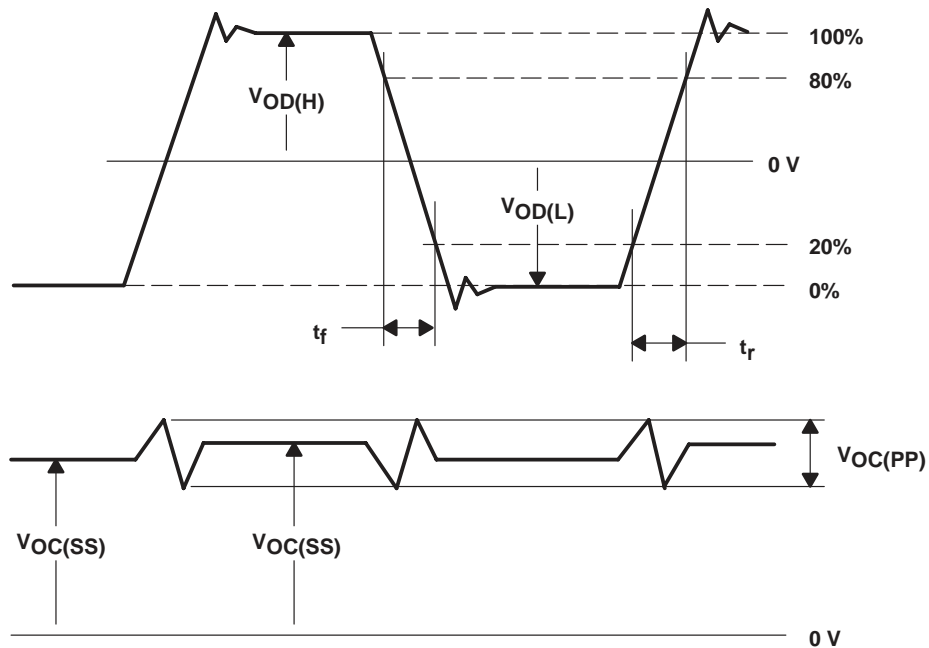 100%
80%
VOD(H)
0 V
VOD(L)
20%
0%
tf
tr
VOC(PP)
VOC(SS)
VOC(SS)
0 V